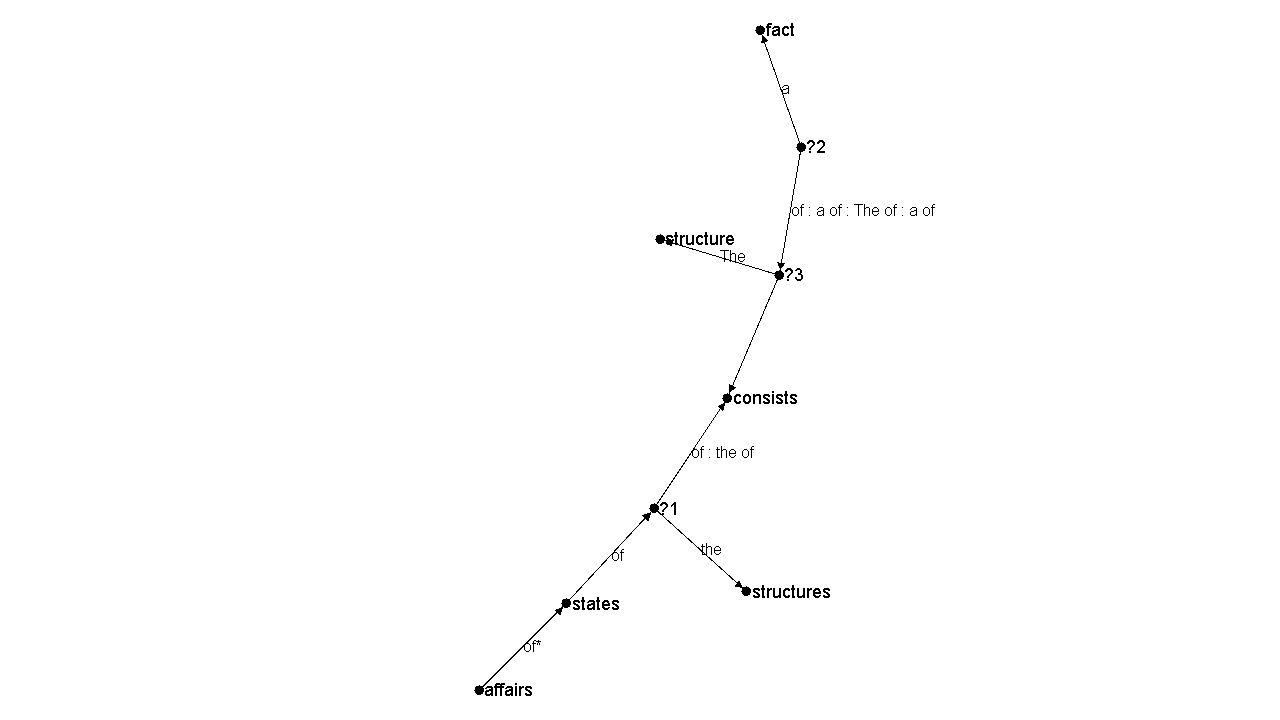 fact
a
?2
of : a of : The of : a of
structure
The
?3
consists
of : the of
?1
the
of
structures
states
of*
affairs